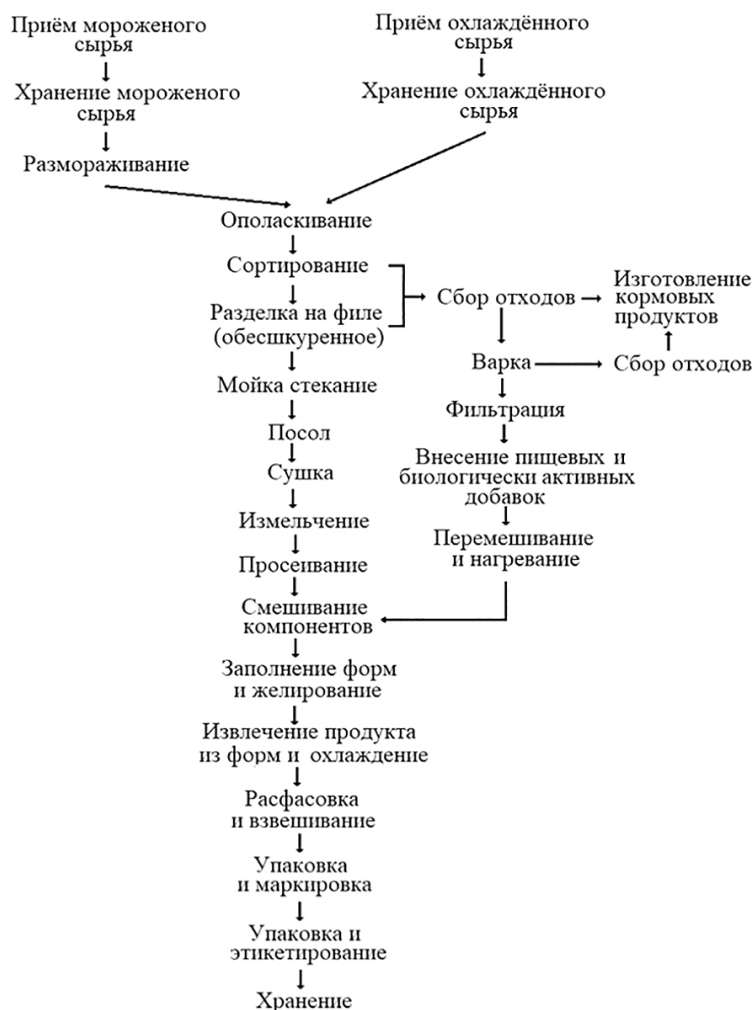 Приём мороженого
сырья
Хранение мороженого
сырья
Размораживание
Приём охлаждённого
сырья
Хранение охлаждённого
сырья
Ополаскивание
Сортирование
Разделка на филе
(обесшкуренное)
Мойка стекание
Посол
Сушка
Измельчение
Просеивание
Смешивание
компонентов
Сбор отходов
Изготовление
кормовых
продуктов
Варка
Сбор отходов
Фильтрация
Внесение пищевых и
биологически активных
добавок
Перемешивание
и нагревание
Заполнение форм
и желирование
Извлечение продукта
из форм и охлаждение
Расфасовка
и взвешивание
Упаковка
и маркировка
Упаковка и
этикетирование
Хранение